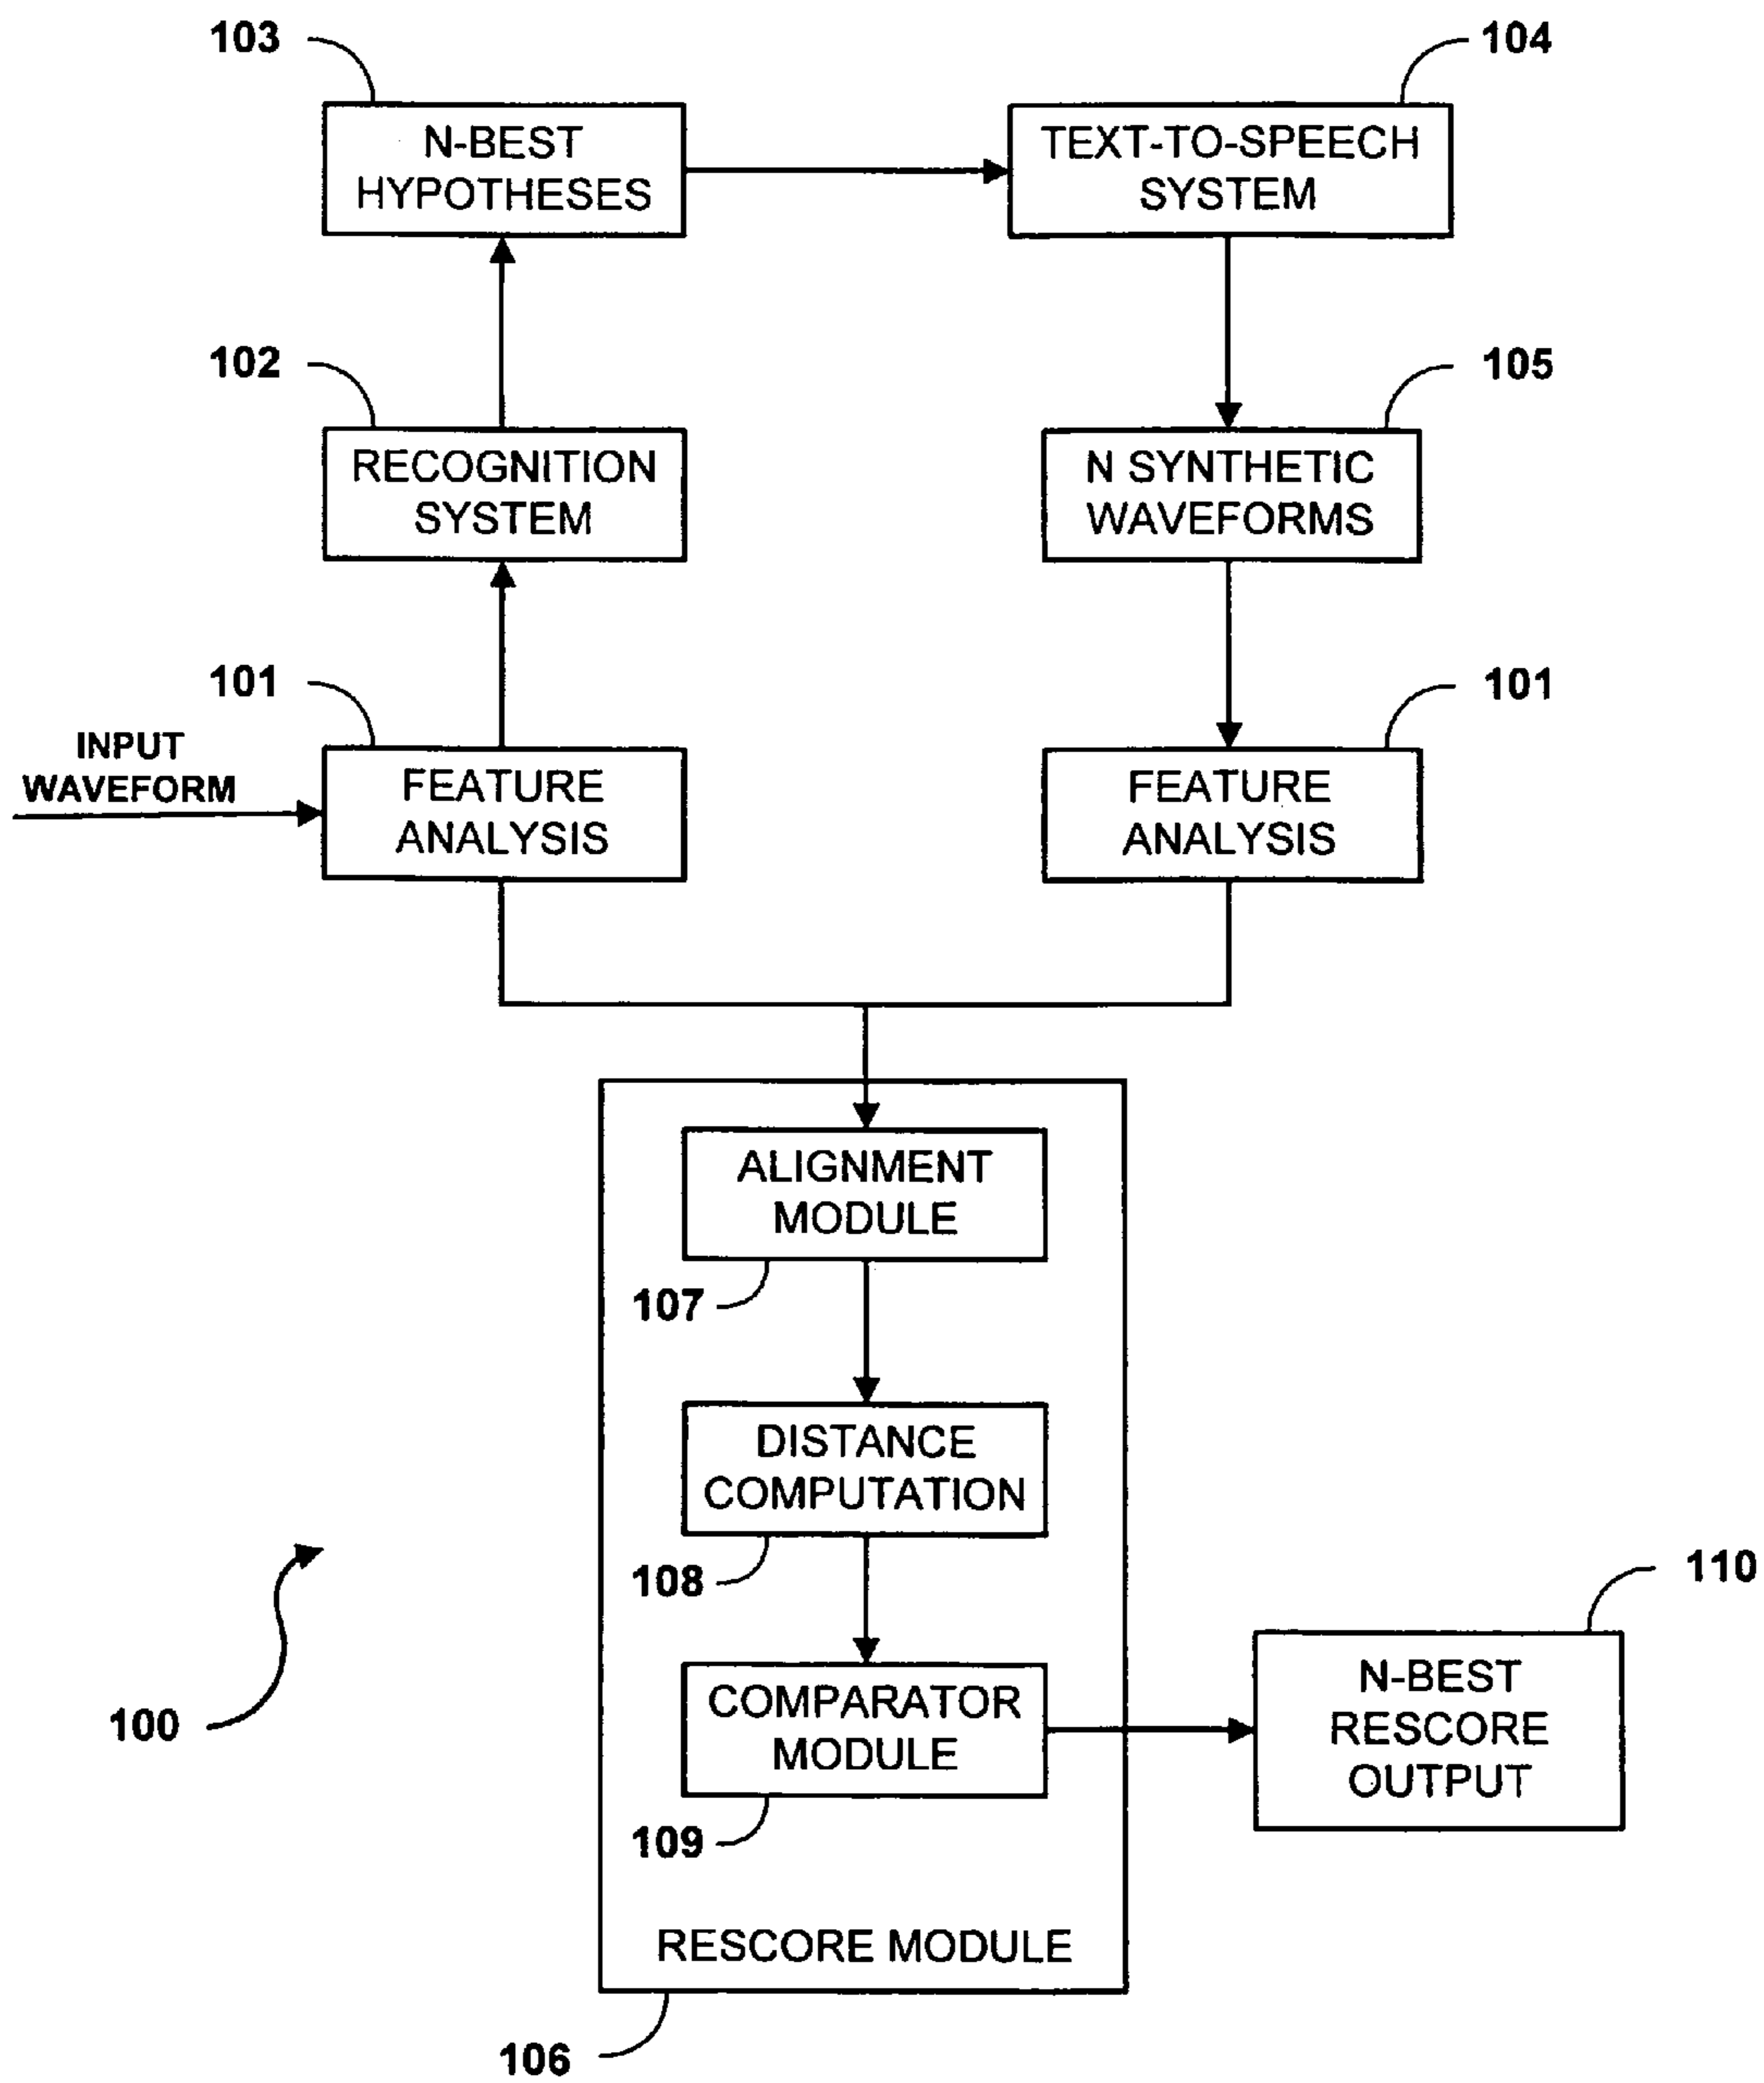 103
104
N-BEST
HYPOTHESES
TEXT-TO-SPEECH
SYSTEM
102
105
RECOGNITION
SYSTEM
N SYNTHETIC
WAVEFORMS
101
101
INPUT
WAVEFORM
FEATURE
ANALYSIS
FEATURE
ANALYSIS
ALIGNMENT
MODULE
107
DISTANCE
COMPUTATION
108
110
COMPARATOR
MODULE
N-BEST
RESCORE
OUTPUT
100
109
RESCORE MODULE
106